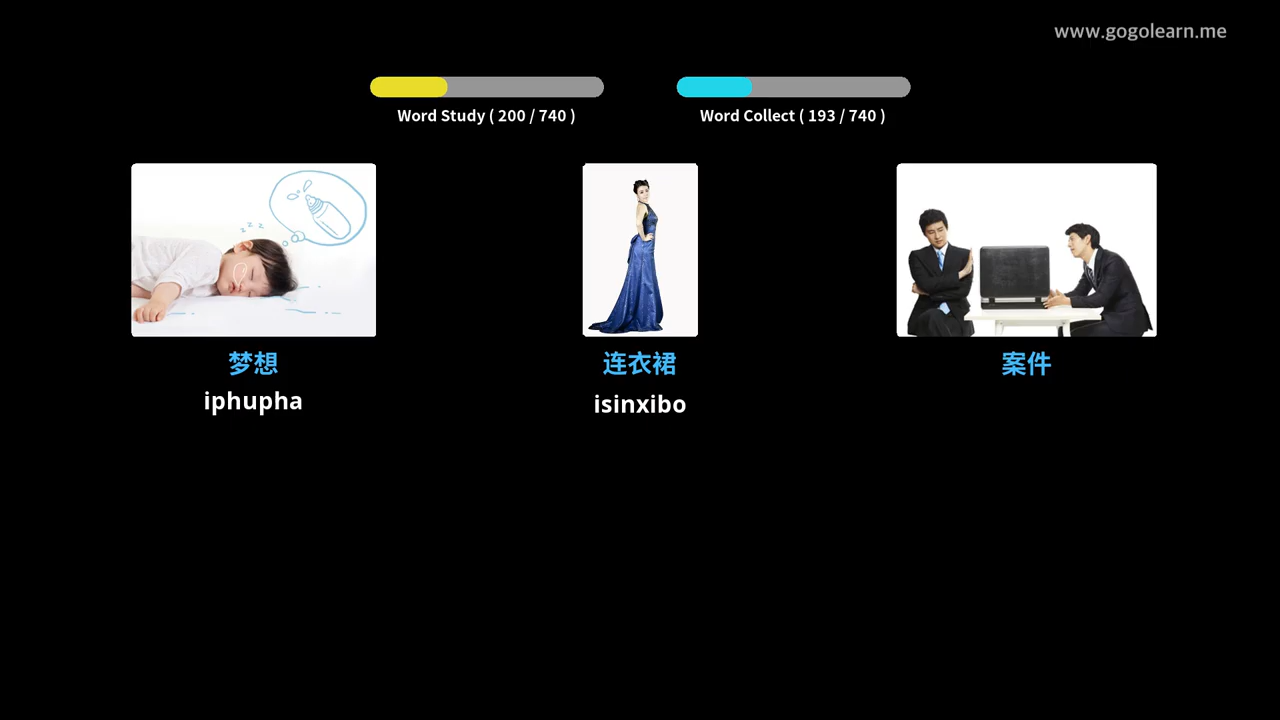 www.gogolearn.me
Word Study ( 200 / 740 )
Word Collect ( 193 / 740 )
梦想
iphupha
连衣裙
isinxibo
案件